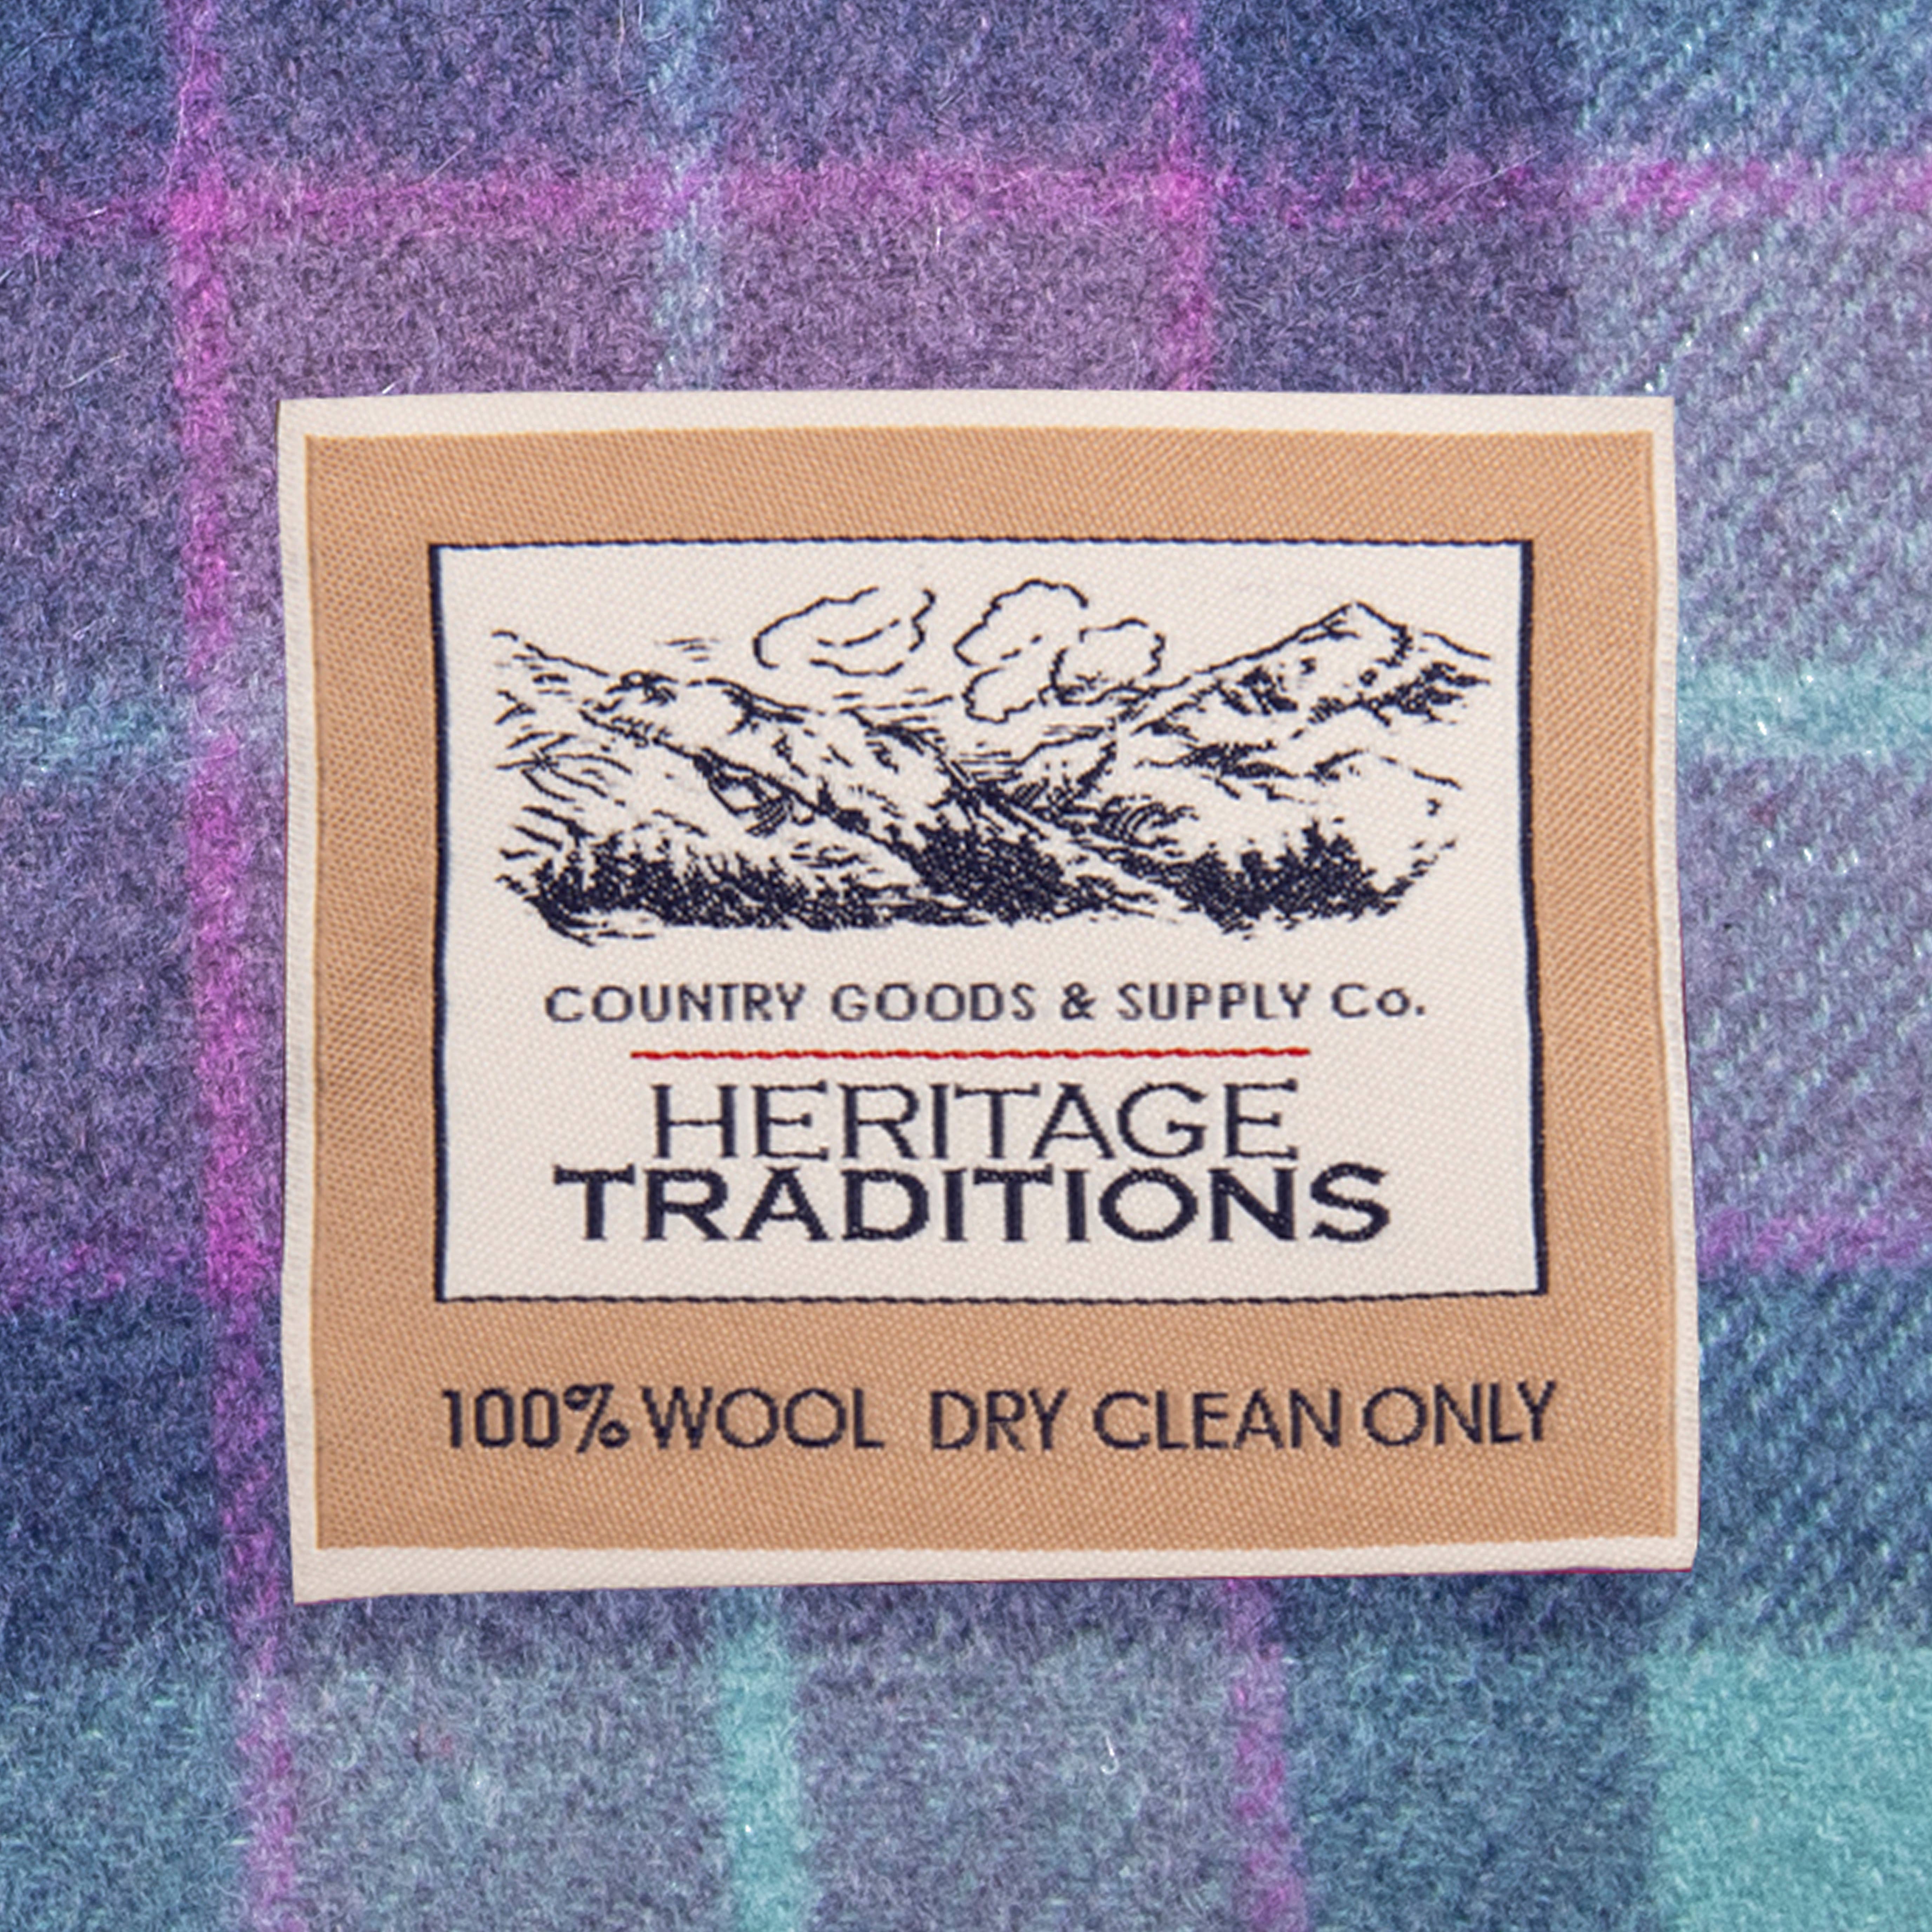 COUNTRY GOODS & SUPPLY Co.
HERITAGE
TRADITIONS
100% WOOL DRY CLEAN ONLY